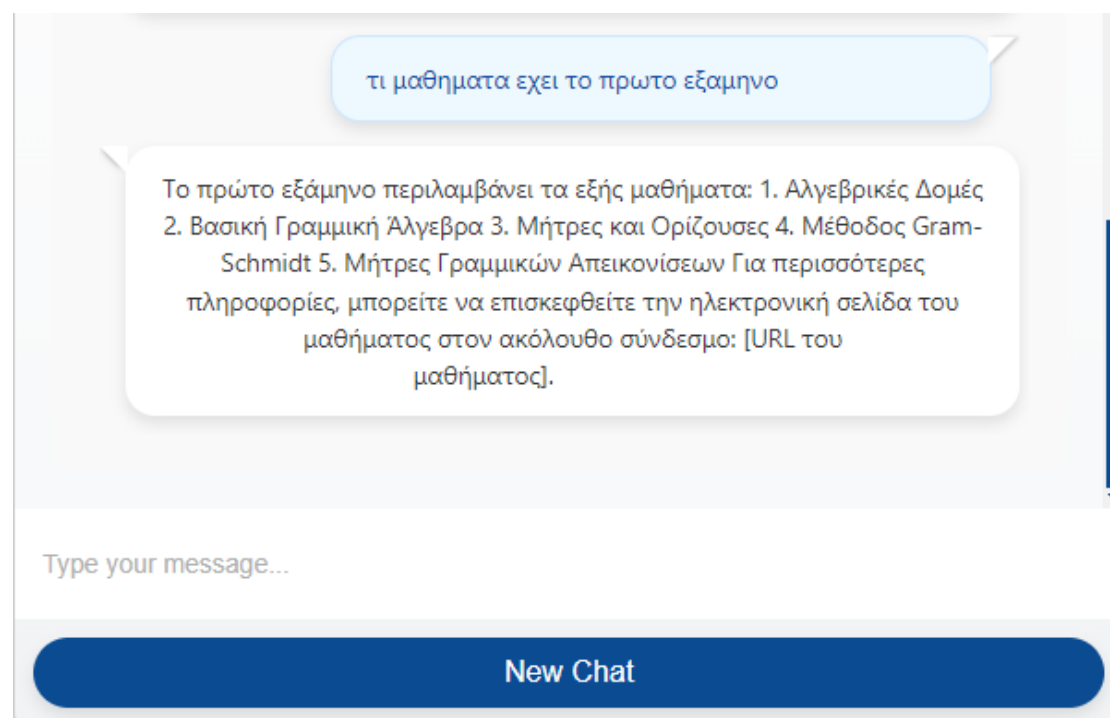 τι μαθηματα εχει το πρωτο εξαμηνο
Το πρώτο εξάμηνο περιλαμβάνει τα εξής μαθήματα: 1. Αλγεβρικές Δομές
2. Βασική Γραμμική Άλγεβρα 3. Μήτρες και Ορίζουσες 4. Μέθοδος Gram-
Schmidt 5. Μήτρες Γραμμικών Απεικονίσεων Για περισσότερες
πληροφορίες, μπορείτε να επισκεφθείτε την ηλεκτρονική σελίδα του
μαθήματος στον ακόλουθο σύνδεσμο: [URL του
μαθήματος].
Type your message...
New Chat